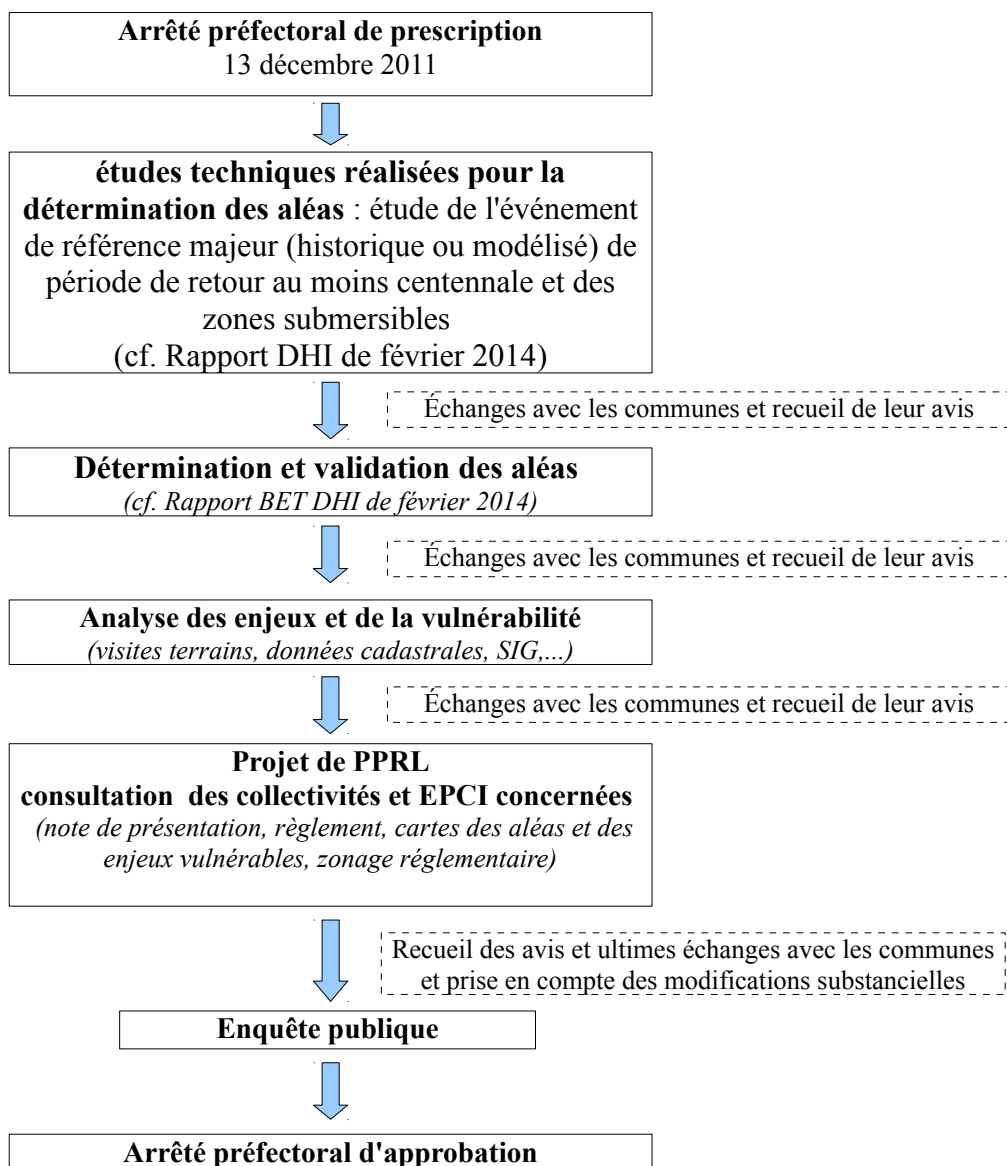 Arrêté préfectoral de prescription
13 décembre 2011
études techniques réalisées pour la
détermination des aléas : étude de l'événement
de référence majeur (historique ou modélisé) de
période de retour au moins centennale et des
zones submersibles
(cf. Rapport DHI de février 2014)
Échanges avec les communes et recueil de leur avis
Détermination et validation des aléas
(cf. Rapport BET DHI de février 2014)
Échanges avec les communes et recueil de leur avis
Analyse des enjeux et de la vulnérabilité
(visites terrains, données cadastrales, SIG,...)
Échanges avec les communes et recueil de leur avis
Projet de PPRL
consultation des collectivités et EPCI concernées
(note de présentation, règlement, cartes des aléas et des
enjeux vulnérables, zonage réglementaire)
Recueil des avis et ultimes échanges avec les communes
et prise en compte des modifications substancielles
Enquête publique
Arrêté préfectoral d'approbation